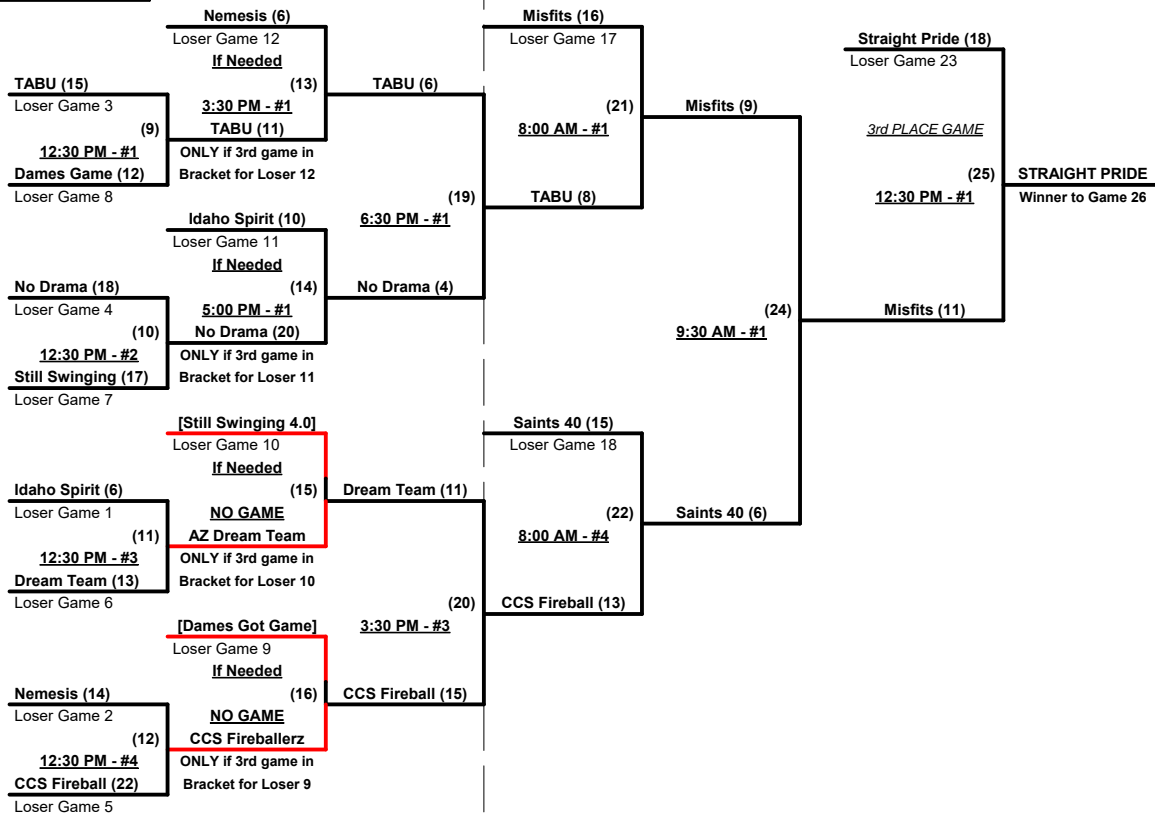 Nemesis (6)
Loser Game 12
If Needed
(13)
3:30 PM - #1
TABU (11)
ONLY if 3rd game in
Bracket for Loser 12
TABU (15)
Loser Game 3
(9)
12:30 PM - #1
Dames Game (12)
Loser Game 8
Idaho Spirit (10)
Loser Game 11
If Needed
(14)
5:00 PM - #1
No Drama (20)
ONLY if 3rd game in
Bracket for Loser 11
No Drama (18)
Loser Game 4
(10)
12:30 PM - #2
Still Swinging (17)
Loser Game 7
[Still Swinging 4.0]
Loser Game 10
If Needed
(15)
NO GAME
AZ Dream Team
ONLY if 3rd game in
Bracket for Loser 10
Idaho Spirit (6)
Loser Game 1
(11)
12:30 PM - #3
Dream Team (13)
Loser Game 6
[Dames Got Game]
Loser Game 9
If Needed
(16)
NO GAME
CCS Fireballerz
ONLY if 3rd game in
Bracket for Loser 9
Nemesis (14)
Loser Game 2
(12)
12:30 PM - #4
CCS Fireball (22)
Loser Game 5
TABU (6)
(19)
6:30 PM - #1
No Drama (4)
Dream Team (11)
(20)
3:30 PM - #3
CCS Fireball (15)
Misfits (16)
Loser Game 17
(21)
8:00 AM - #1
TABU (8)
Saints 40 (15)
Loser Game 18
(22)
8:00 AM - #4
CCS Fireball (13)
Misfits (9)
(24)
9:30 AM - #1
Saints 40 (6)
Straight Pride (18)
Loser Game 23
3rd PLACE GAME
(25)
12:30 PM - #1
Misfits (11)
STRAIGHT PRIDE
Winner to Game 26